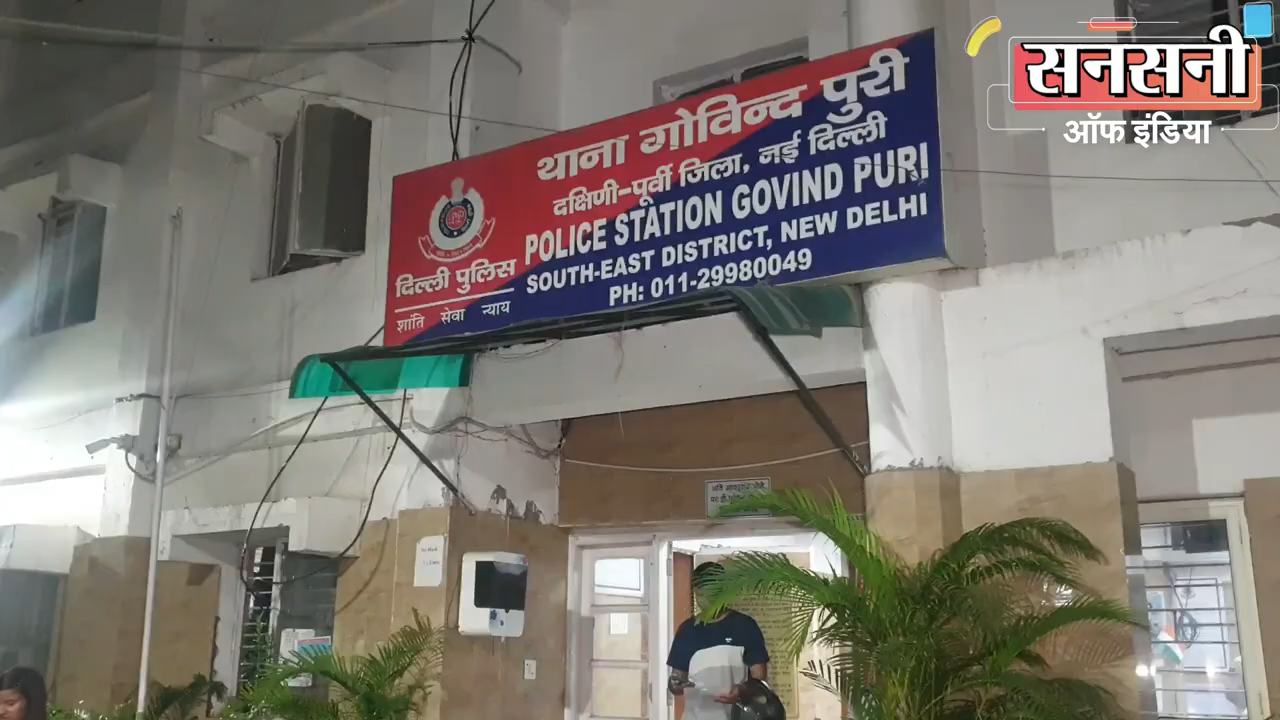 सनसनी
ऑफ इंडिया
थाना गोविन्द पुरी
दक्षिणी-पूर्वी जिला, नई दिल्ली
POLICE STATION GOVIND PURI
SOUTH-EAST DISTRICT, NEW DELHI
PH: 011-29980049
दिल्ली पुलिस
शांति सेवा न्याय